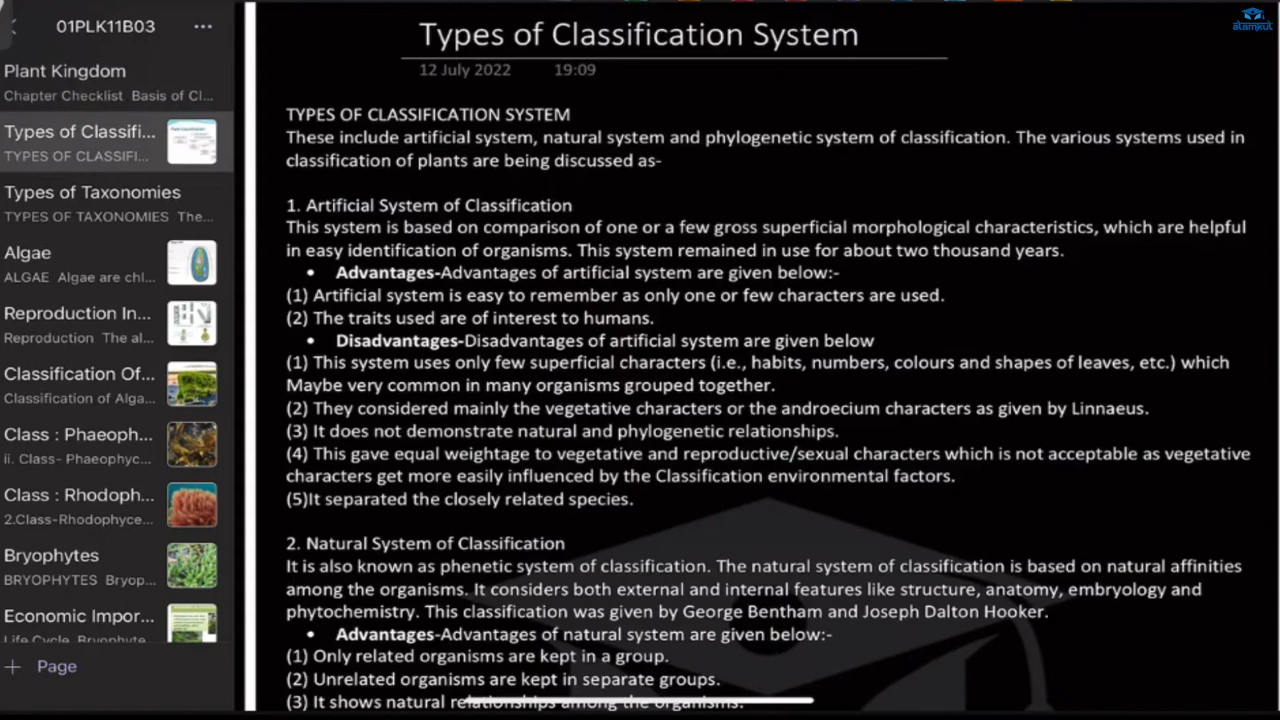 01PLK11B03
Plant Kingdom
Chapter Checklist Basis of Cl...
Types of Classifi...
TYPES OF CLASSIFI...
Types of Taxonomies
TYPES OF TAXONOMIES The...
Algae
ALGAE Algae are chl...
Reproduction In...
Reproduction The al...
Classification Of...
Classification of Alga...
Class : Phaeoph...
ii. Class- Phaeophyc...
Class : Rhodoph...
2.Class-Rhodophyce...
Bryophytes
BRYOPHYTES Bryop...
Economic Impor...
Life Cycle, Bryophyte...
+ Page
Types of Classification System
12 July 2022 19:09
TYPES OF CLASSIFICATION SYSTEM
These include artificial system, natural system and phylogenetic system of classification. The various systems used in
classification of plants are being discussed as-
1. Artificial System of Classification
This system is based on comparison of one or a few gross superficial morphological characteristics, which are helpful
in easy identification of organisms. This system remained in use for about two thousand years.
• Advantages-Advantages of artificial system are given below:-
(1) Artificial system is easy to remember as only one or few characters are used.
(2) The traits used are of interest to humans.
• Disadvantages-Disadvantages of artificial system are given below
(1) This system uses only few superficial characters (i.e., habits, numbers, colours and shapes of leaves, etc.) which
Maybe very common in many organisms grouped together.
(2) They considered mainly the vegetative characters or the androecium characters as given by Linnaeus.
(3) It does not demonstrate natural and phylogenetic relationships.
(4) This gave equal weightage to vegetative and reproductive/sexual characters which is not acceptable as vegetative
characters get more easily influenced by the Classification environmental factors.
(5)It separated the closely related species.
2. Natural System of Classification
It is also known as phenetic system of classification. The natural system of classification is based on natural affinities
among the organisms. It considers both external and internal features like structure, anatomy, embryology and
phytochemistry. This classification was given by George Bentham and Joseph Dalton Hooker.
• Advantages-Advantages of natural system are given below:-
(1) Only related organisms are kept in a group.
(2) Unrelated organisms are kept in separate groups.
(3) It shows natural relationships among the organisms.